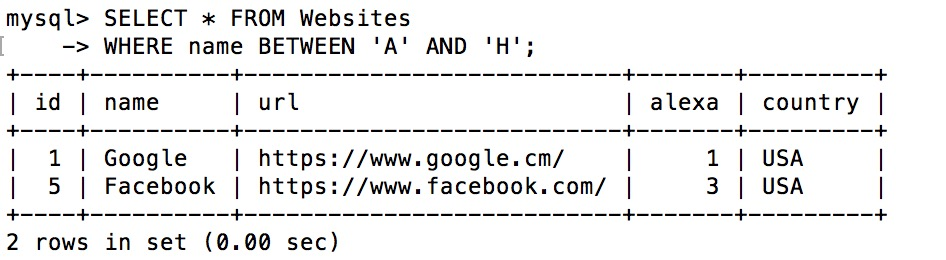 mysql> SELECT * FROM Websites
    -> WHERE name BETWEEN 'A' AND 'H';
+----+----------+---------------------------+-------+---------+
| id | name     | url                       | alexa | country |
+----+----------+---------------------------+-------+---------+
|  1 | Google   | https://www.google.cm/    |     1 | USA     |
|  5 | Facebook | https://www.facebook.com/ |     3 | USA     |
+----+----------+---------------------------+-------+---------+
2 rows in set (0.00 sec)